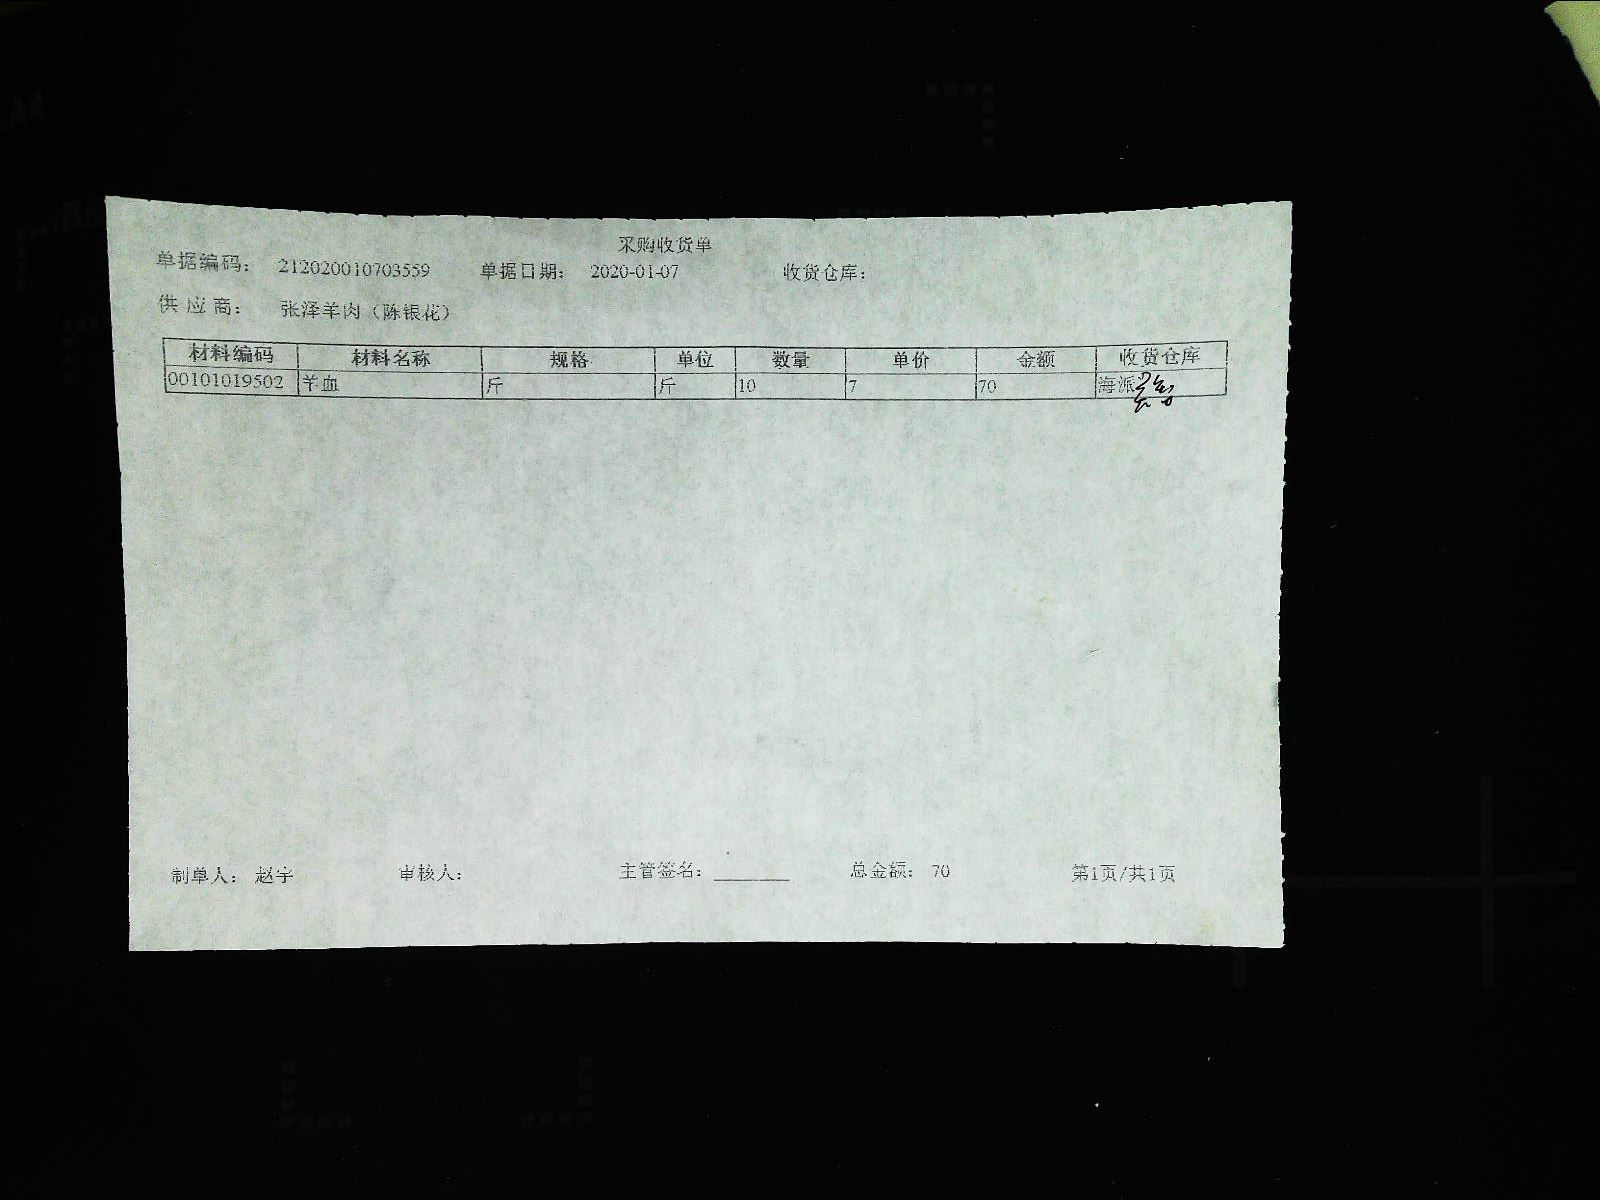 采购收货单
单据编码： 212020010703559 单据日期： 2020-01-07 收货仓库：
供 应 商： 张泽羊肉（陈银花）
材料编码 材料名称 规格 单位 数量 单价 金额 收货仓库
00101019502 羊血 斤 斤 10 7 70 海派
制单人： 赵宇 审核人： 主管签名： 总金额： 70 第1页/共1页